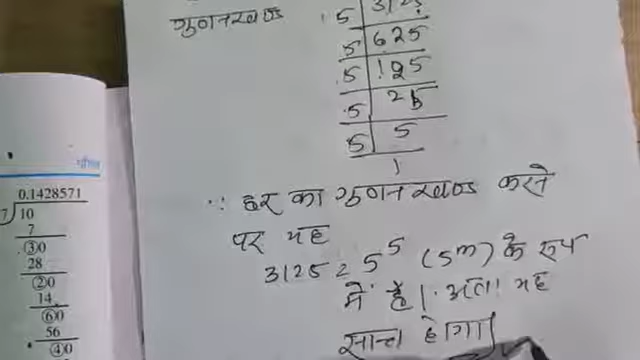 गुणनखण्ड
5 3125
5 625
5 125
5 25
5 5
1
∵ हर का गुणनखण्ड करने
पर यह
3125 = 5⁵ (5ᵐ) के रूप
में है। अतः यह
सान्त होगा
0.1428571
7 10
7
30
28
20
14
60
56
40